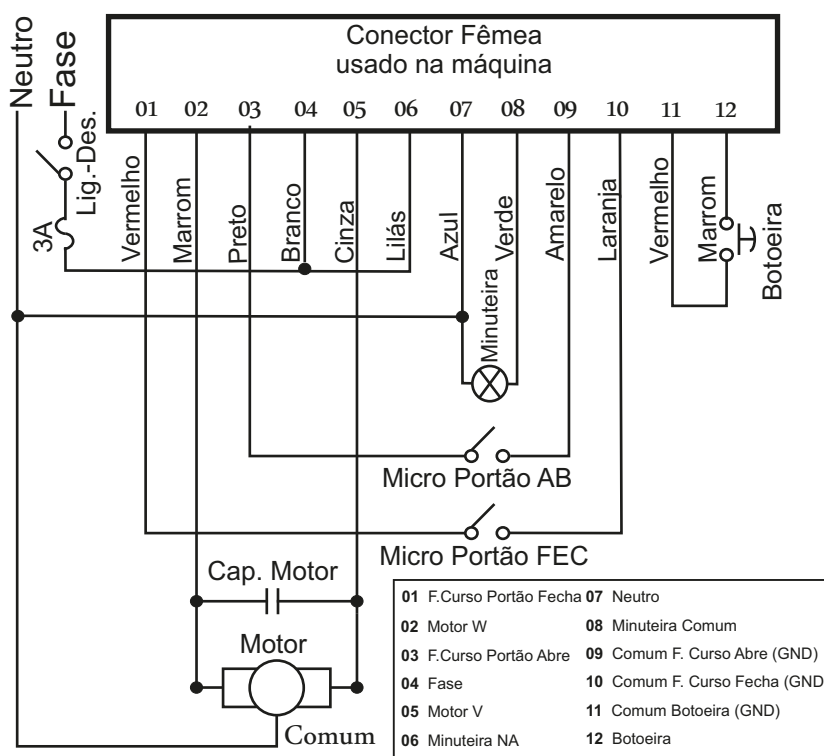 Neutro
Fase
Conector Fêmea
usado na máquina
01 02 03 04 05 06 07 08 09 10 11 12
Lig.-Des.
3A
Vermelho
Marrom
Preto
Branco
Cinza
Lilás
Azul
Verde
Amarelo
Laranja
Vermelho
Marrom
Botoeira
Minuteira
Micro Portão AB
Micro Portão FEC
Cap. Motor
Motor
Comum
01 F.Curso Portão Fecha
02 Motor W
03 F.Curso Portão Abre
04 Fase
05 Motor V
06 Minuteira NA
07 Neutro
08 Minuteira Comum
09 Comum F. Curso Abre (GND)
10 Comum F. Curso Fecha (GND
11 Comum Botoeira (GND)
12 Botoeira